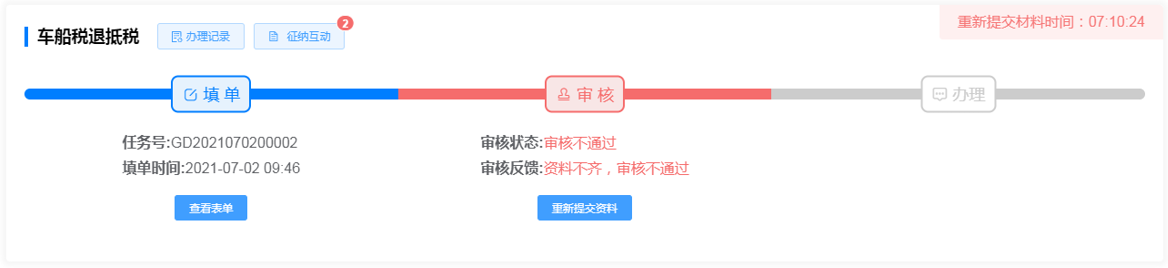 重新提交材料时间：07:10:24
车船税退抵税 办理记录 征纳互动 2
填单 审核 办理
任务号:GD2021070200002 审核状态:审核不通过
填单时间:2021-07-02 09:46 审核反馈:资料不齐，审核不通过
查看表单 重新提交资料